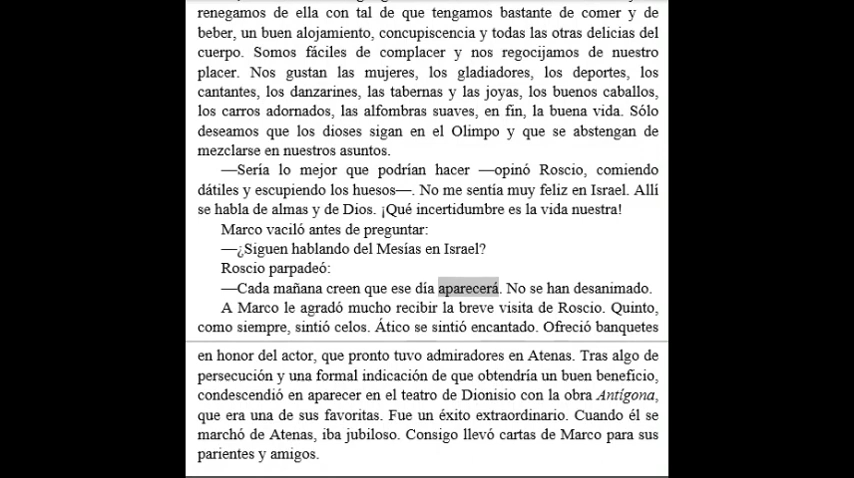 renegamos de ella con tal de que tengamos bastante de comer y de
beber, un buen alojamiento, concupiscencia y todas las otras delicias del
cuerpo. Somos fáciles de complacer y nos regocijamos de nuestro
placer. Nos gustan las mujeres, los gladiadores, los deportes, los
cantantes, los danzarines, las tabernas y las joyas, los buenos caballos,
los carros adornados, las alfombras suaves, en fin, la buena vida. Sólo
deseamos que los dioses sigan en el Olimpo y que se abstengan de
mezclarse en nuestros asuntos.
—Sería lo mejor que podrían hacer —opinó Roscio, comiendo
dátiles y escupiendo los huesos—. No me sentía muy feliz en Israel. Allí
se habla de almas y de Dios. ¡Qué incertidumbre es la vida nuestra!
Marco vaciló antes de preguntar:
—¿Siguen hablando del Mesías en Israel?
Roscio parpadeó:
—Cada mañana creen que ese día aparecerá. No se han desanimado.
A Marco le agradó mucho recibir la breve visita de Roscio. Quinto,
como siempre, sintió celos. Ático se sintió encantado. Ofreció banquetes
en honor del actor, que pronto tuvo admiradores en Atenas. Tras algo de
persecución y una formal indicación de que obtendría un buen beneficio,
condescendió en aparecer en el teatro de Dionisio con la obra Antígona,
que era una de sus favoritas. Fue un éxito extraordinario. Cuando él se
marchó de Atenas, iba jubiloso. Consigo llevó cartas de Marco para sus
parientes y amigos.